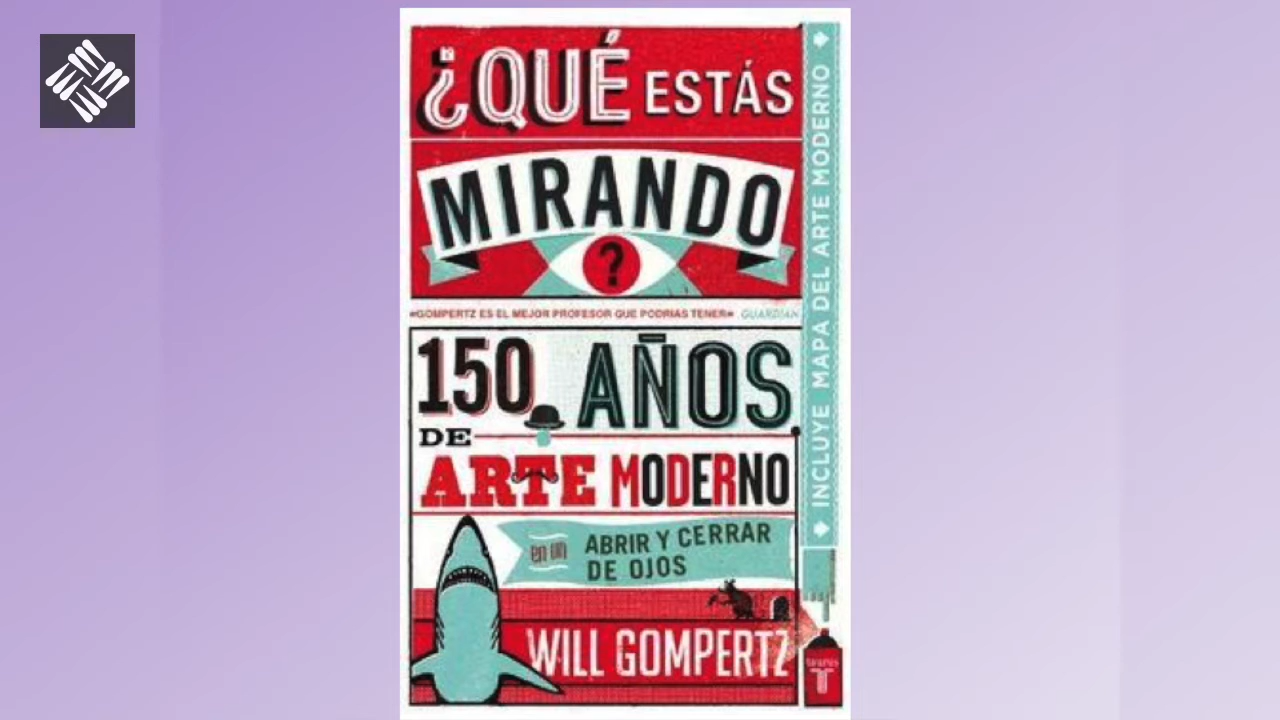 ¿QUÉ ESTÁS
MIRANDO
?
«GOMPERTZ ES EL MEJOR PROFESOR QUE PODRÍAS TENER» GUARDIAN
150 AÑOS
DE
ARTE MODERNO
en un ABRIR Y CERRAR
DE OJOS
WILL GOMPERTZ
INCLUYE MAPA DEL ARTE MODERNO
taurus
T